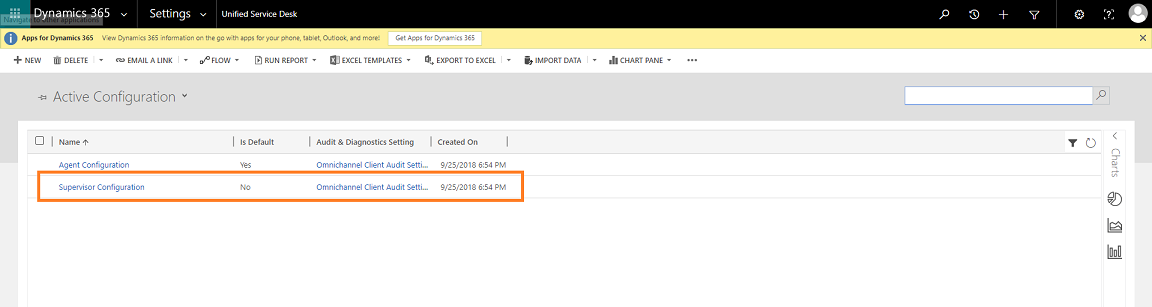 Dynamics 365 Settings Unified Service Desk
Navigate to other applications
Apps for Dynamics 365 View Dynamics 365 information on the go with apps for your phone, tablet, Outlook, and more! Get Apps for Dynamics 365
NEW DELETE EMAIL A LINK FLOW RUN REPORT EXCEL TEMPLATES EXPORT TO EXCEL IMPORT DATA CHART PANE
Active Configuration
Name Is Default Audit & Diagnostics Setting Created On
Agent Configuration Yes Omnichannel Client Audit Setti... 9/25/2018 6:54 PM
Supervisor Configuration No Omnichannel Client Audit Setti... 9/25/2018 6:54 PM
Charts